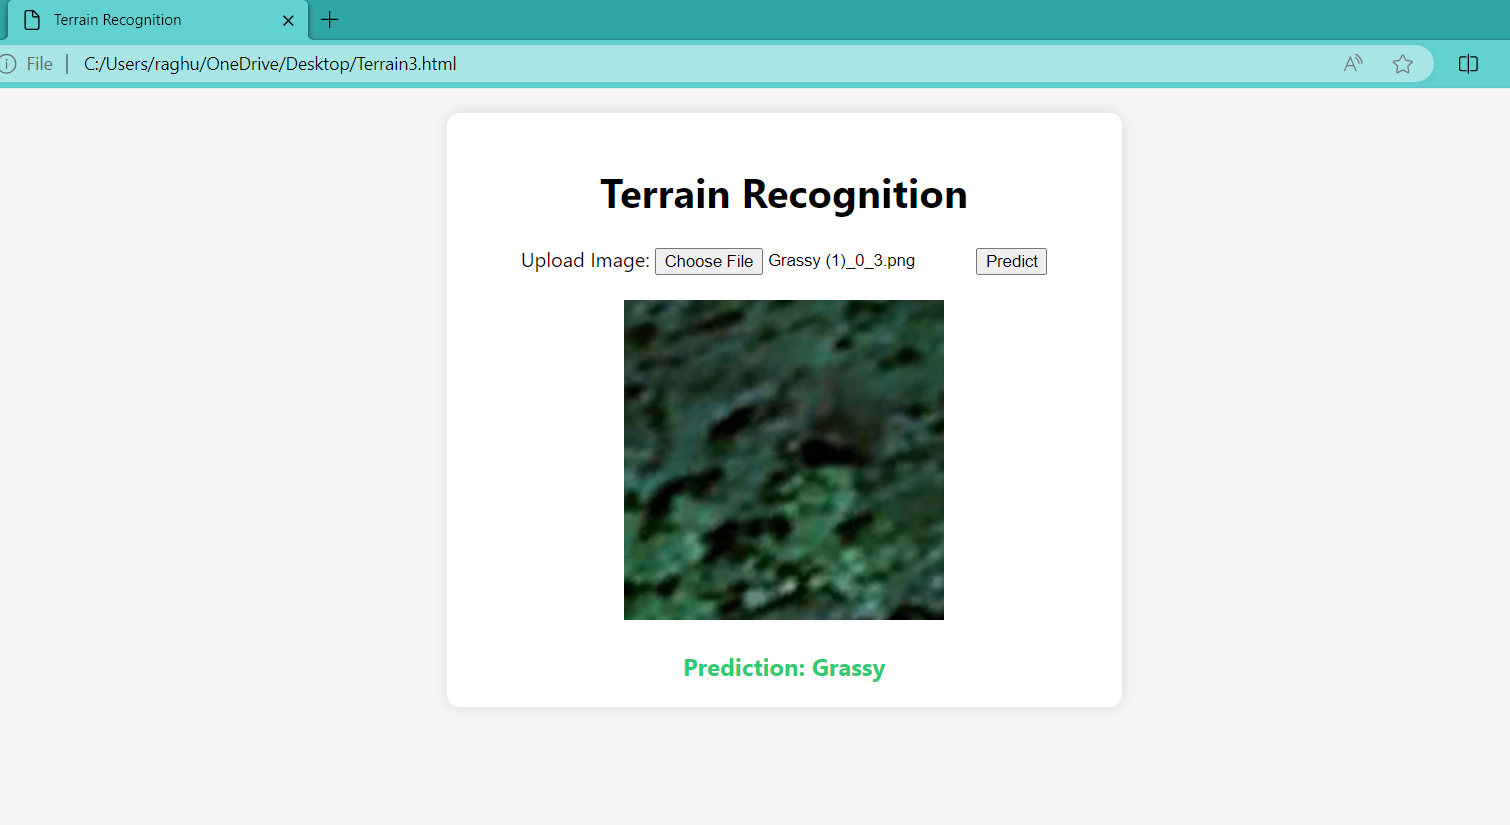 Terrain Recognition
File | C:/Users/raghu/OneDrive/Desktop/Terrain3.html
Terrain Recognition
Upload Image: Choose File Grassy (1)_0_3.png Predict
Prediction: Grassy